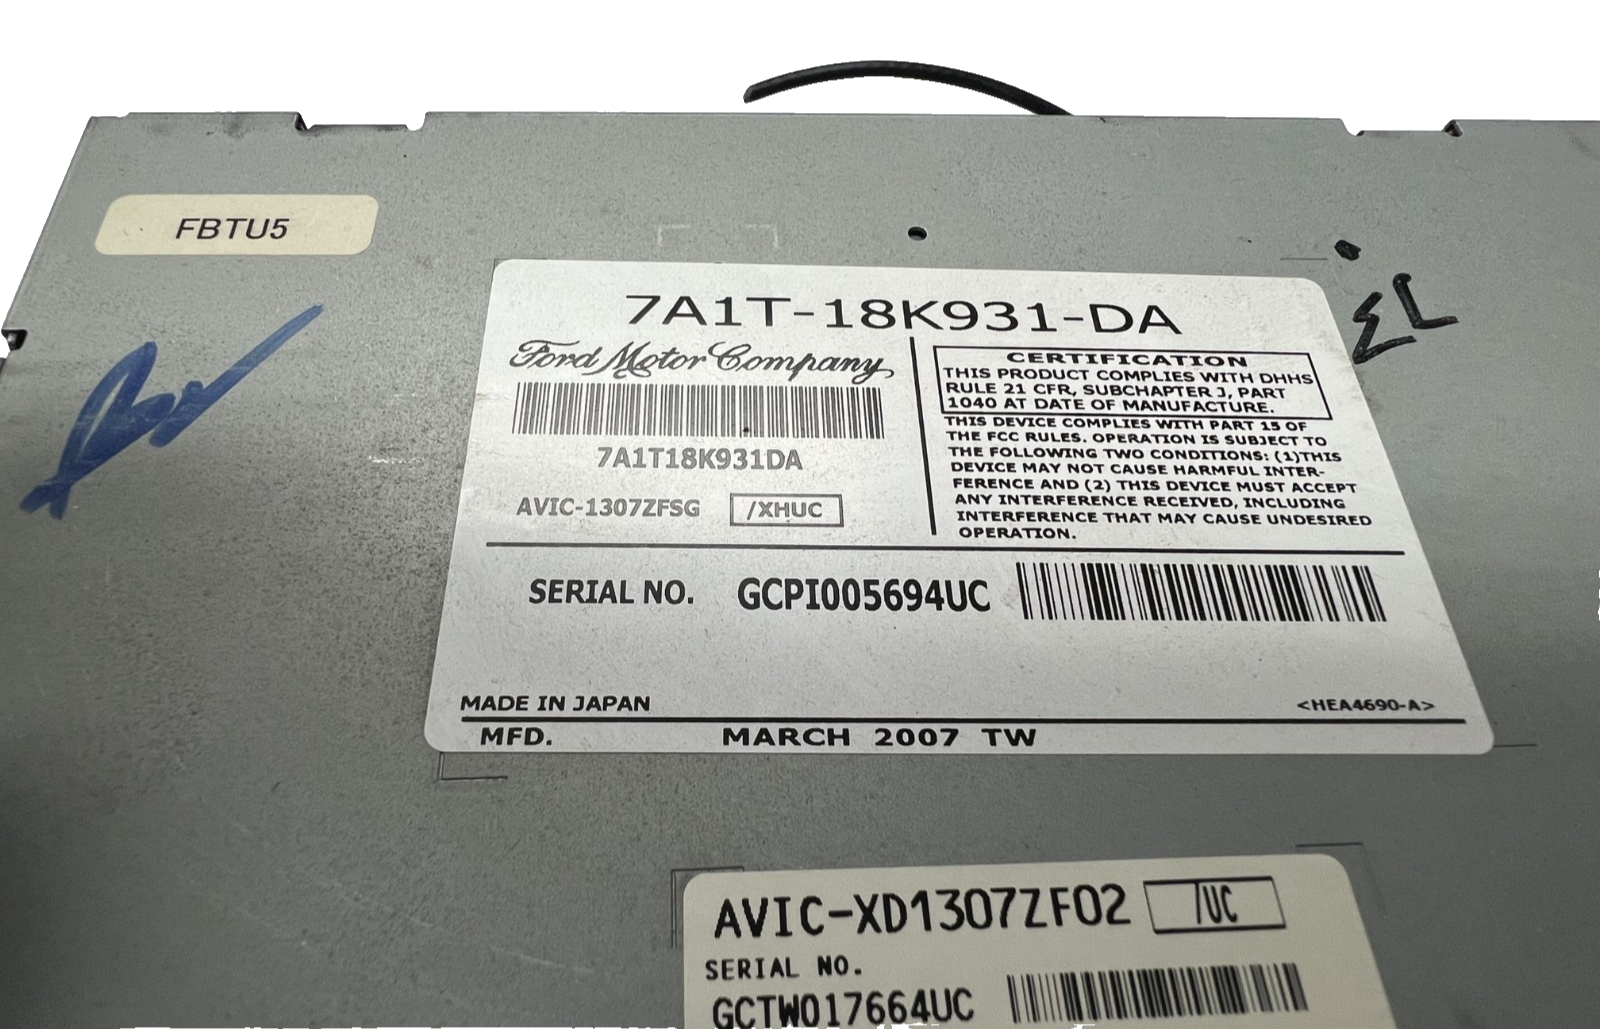 FBTU5
7A1T-18K931-DA
Ford Motor Company
7A1T18K931DA
AVIC-1307ZFSG /XHUC
CERTIFICATION
THIS PRODUCT COMPLIES WITH DHHS
RULE 21 CFR, SUBCHAPTER J, PART
1040 AT DATE OF MANUFACTURE.
THIS DEVICE COMPLIES WITH PART 15 OF
THE FCC RULES. OPERATION IS SUBJECT TO
THE FOLLOWING TWO CONDITIONS: (1)THIS
DEVICE MAY NOT CAUSE HARMFUL INTER-
FERENCE AND (2) THIS DEVICE MUST ACCEPT
ANY INTERFERENCE RECEIVED, INCLUDING
INTERFERENCE THAT MAY CAUSE UNDESIRED
OPERATION.
SERIAL NO. GCPI005694UC
MADE IN JAPAN <HEA4690-A>
MFD. MARCH 2007 TW
AVIC-XD1307ZF02 /UC
SERIAL NO.
GCTW017664UC